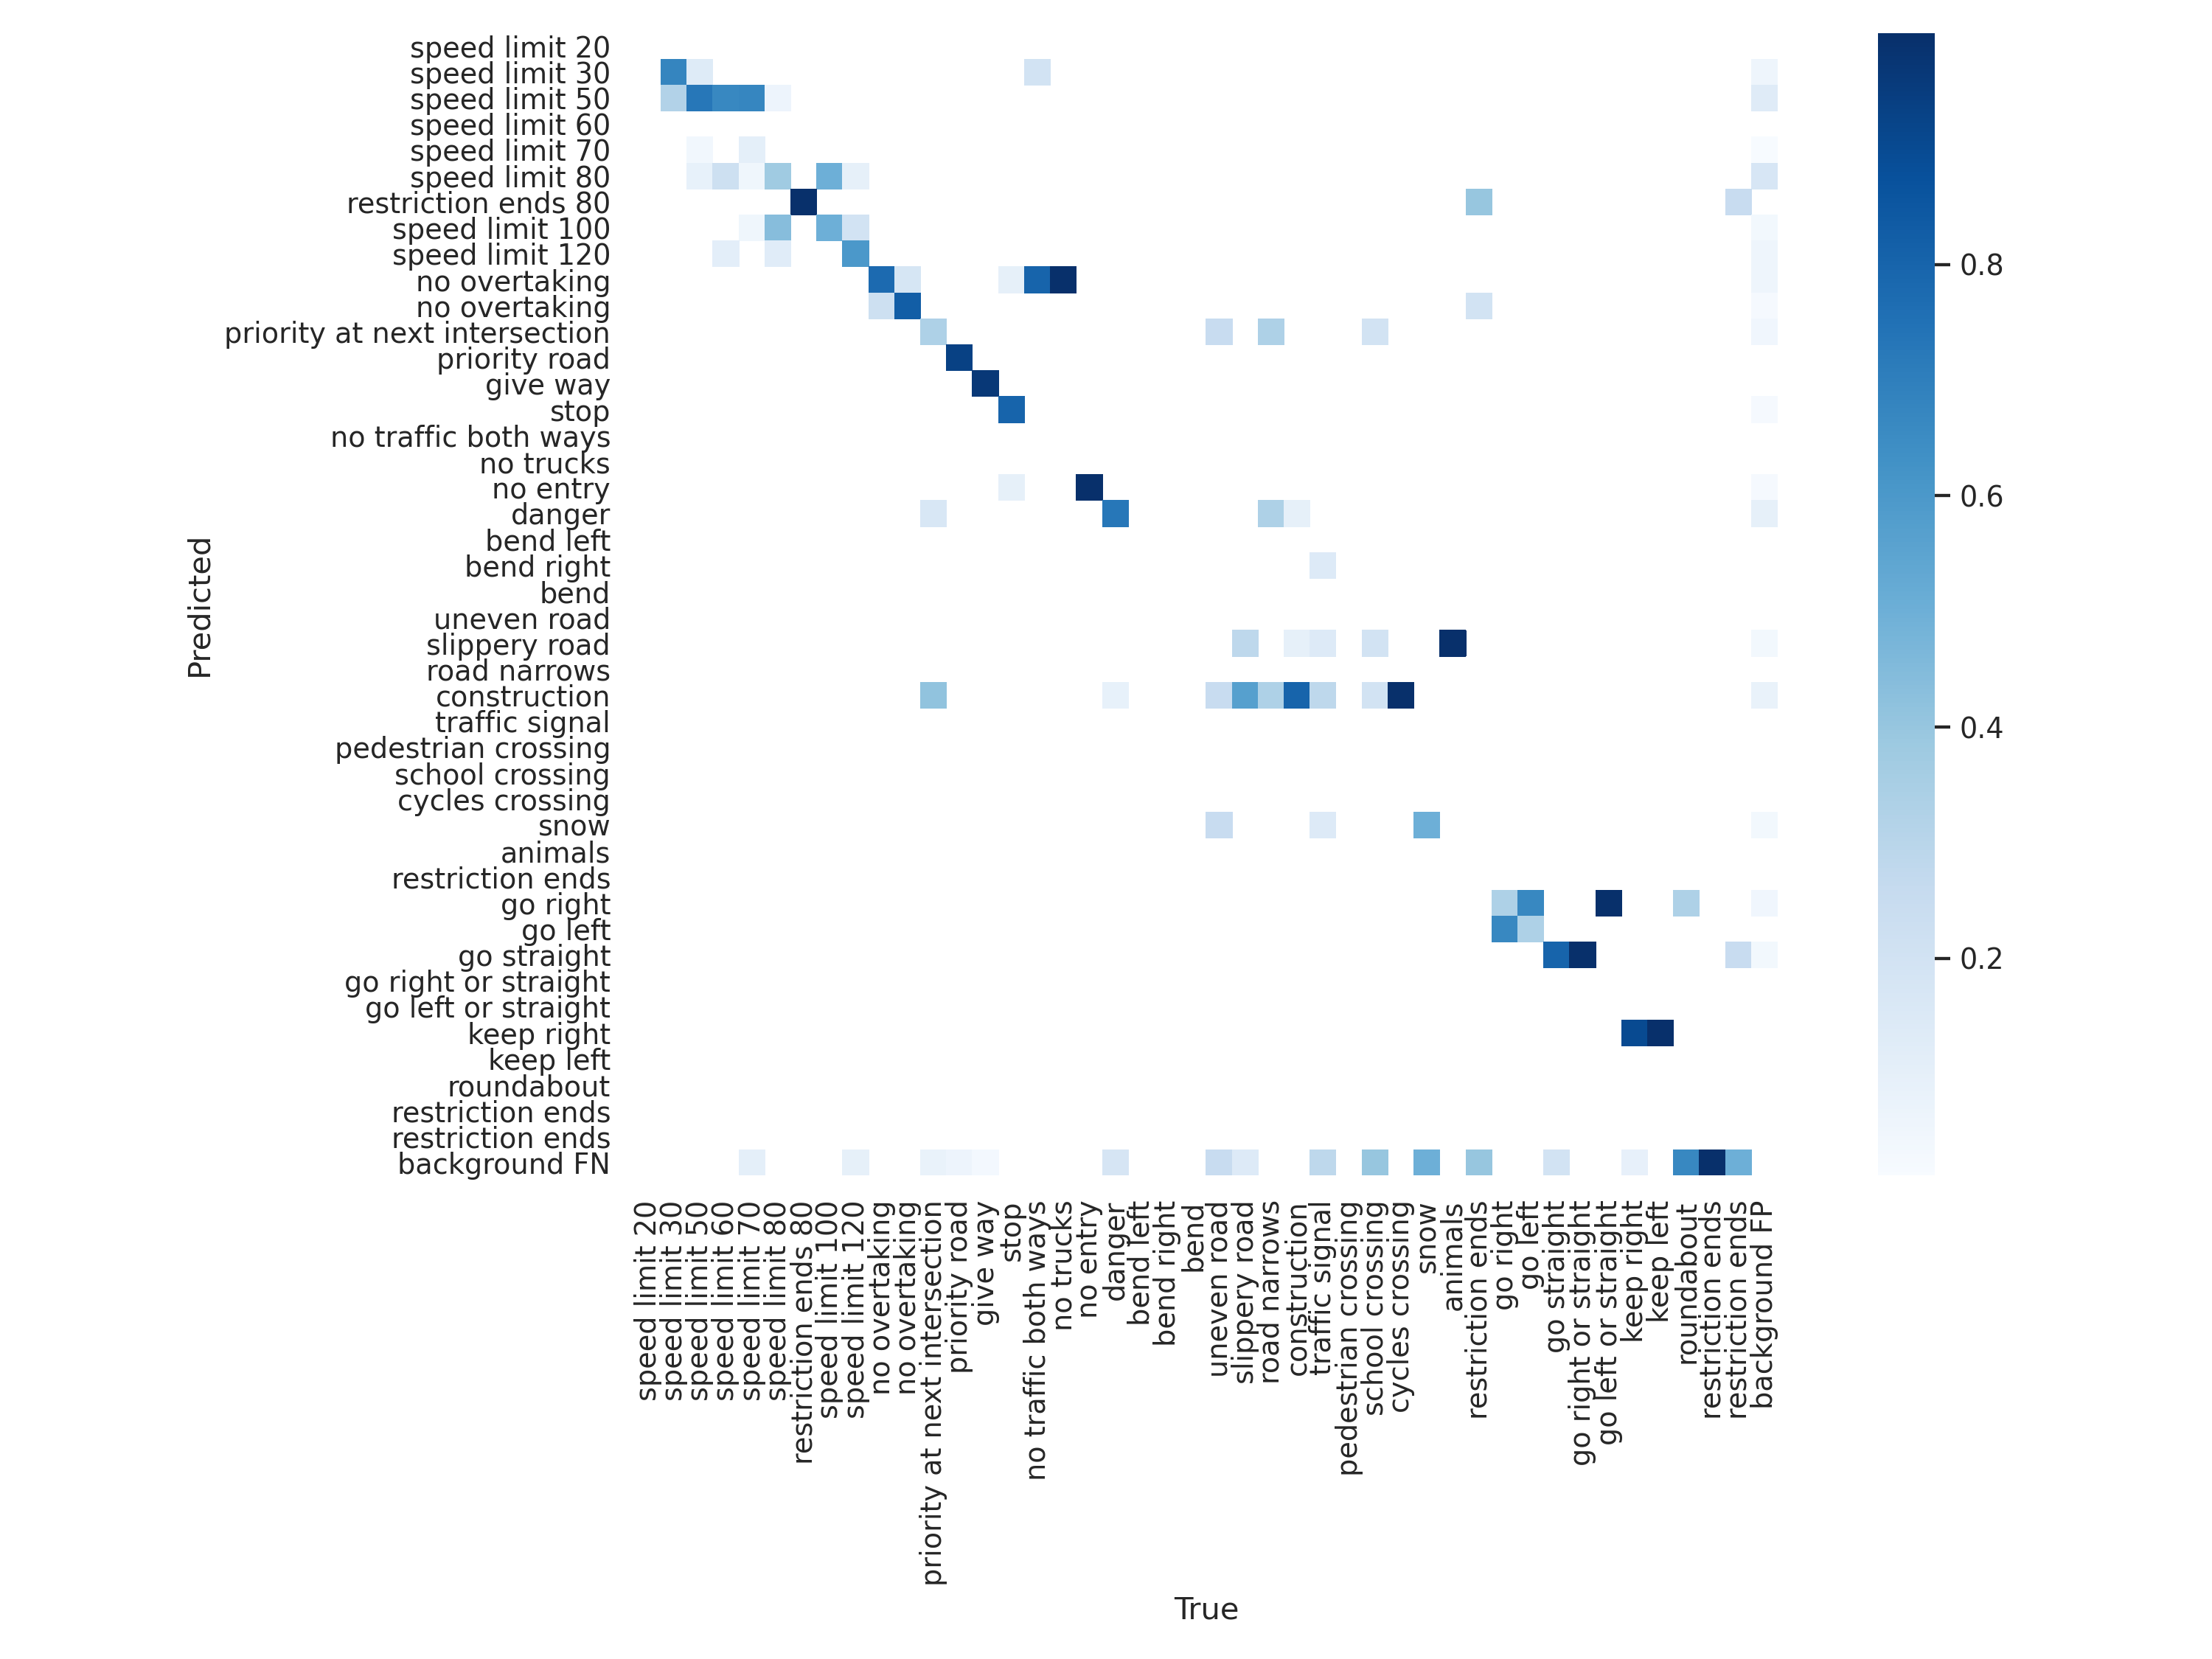 speed limit 20
speed limit 30
speed limit 50
speed limit 60
speed limit 70
speed limit 80
restriction ends 80
speed limit 100
speed limit 120
no overtaking
no overtaking
priority at next intersection
priority road
give way
stop
no traffic both ways
no trucks
no entry
danger
bend left
bend right
bend
uneven road
slippery road
road narrows
construction
traffic signal
pedestrian crossing
school crossing
cycles crossing
snow
animals
restriction ends
go right
go left
go straight
go right or straight
go left or straight
keep right
keep left
roundabout
restriction ends
restriction ends
background FN
Predicted
speed limit 20
speed limit 30
speed limit 50
speed limit 60
speed limit 70
speed limit 80
restriction ends 80
speed limit 100
speed limit 120
no overtaking
no overtaking
priority at next intersection
priority road
give way
stop
no traffic both ways
no trucks
no entry
danger
bend left
bend right
bend
uneven road
slippery road
road narrows
construction
traffic signal
pedestrian crossing
school crossing
cycles crossing
snow
animals
restriction ends
go right
go left
go straight
go right or straight
go left or straight
keep right
keep left
roundabout
restriction ends
restriction ends
background FP
True
0.8
0.6
0.4
0.2